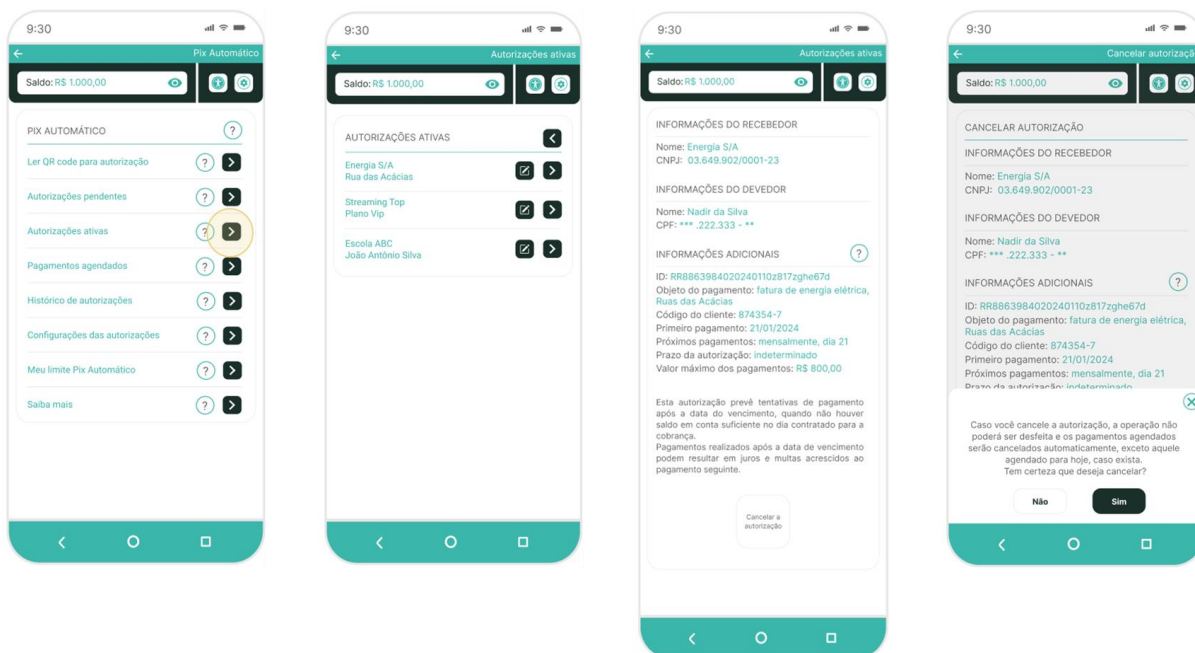 9:30
Pix Automático
Saldo: R$ 1.000,00
PIX AUTOMÁTICO
?
Ler QR code para autorização
?
Autorizações pendentes
?
Autorizações ativas
?
Pagamentos agendados
?
Histórico de autorizações
?
Configurações das autorizações
?
Meu limite Pix Automático
?
Saiba mais
?
9:30
Autorizações ativas
Saldo: R$ 1.000,00
AUTORIZAÇÕES ATIVAS
Energia S/A
Rua das Acácias
Streaming Top
Plano Vip
Escola ABC
João Antônio Silva
9:30
Autorizações ativas
Saldo: R$ 1.000,00
INFORMAÇÕES DO RECEBEDOR
Nome: Energia S/A
CNPJ: 03.649.902/0001-23
INFORMAÇÕES DO DEVEDOR
Nome: Nadir da Silva
CPF: *** .222.333 - **
INFORMAÇÕES ADICIONAIS
?
ID: RR8863984020240110z817zghe67d
Objeto do pagamento: fatura de energia elétrica,
Ruas das Acácias
Código do cliente: 874354-7
Primeiro pagamento: 21/01/2024
Próximos pagamentos: mensalmente, dia 21
Prazo da autorização: indeterminado
Valor máximo dos pagamentos: R$ 800,00
Esta autorização prevê tentativas de pagamento
após a data do vencimento, quando não houver
saldo em conta suficiente no dia contratado para a
cobrança.
Pagamentos realizados após a data de vencimento
podem resultar em juros e multas acrescidos ao
pagamento seguinte.
Cancelar a
autorização
9:30
Cancelar autorização
Saldo: R$ 1.000,00
CANCELAR AUTORIZAÇÃO
INFORMAÇÕES DO RECEBEDOR
Nome: Energia S/A
CNPJ: 03.649.902/0001-23
INFORMAÇÕES DO DEVEDOR
Nome: Nadir da Silva
CPF: *** .222.333 - **
INFORMAÇÕES ADICIONAIS
?
ID: RR8863984020240110z817zghe67d
Objeto do pagamento: fatura de energia elétrica,
Ruas das Acácias
Código do cliente: 874354-7
Primeiro pagamento: 21/01/2024
Próximos pagamentos: mensalmente, dia 21
Prazo da autorização: indeterminado
Caso você cancele a autorização, a operação não
poderá ser desfeita e os pagamentos agendados
serão cancelados automaticamente, exceto aquele
agendado para hoje, caso exista.
Tem certeza que deseja cancelar?
Não
Sim